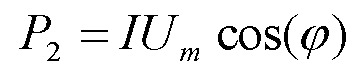 P₂ = IUₘ cos(φ)